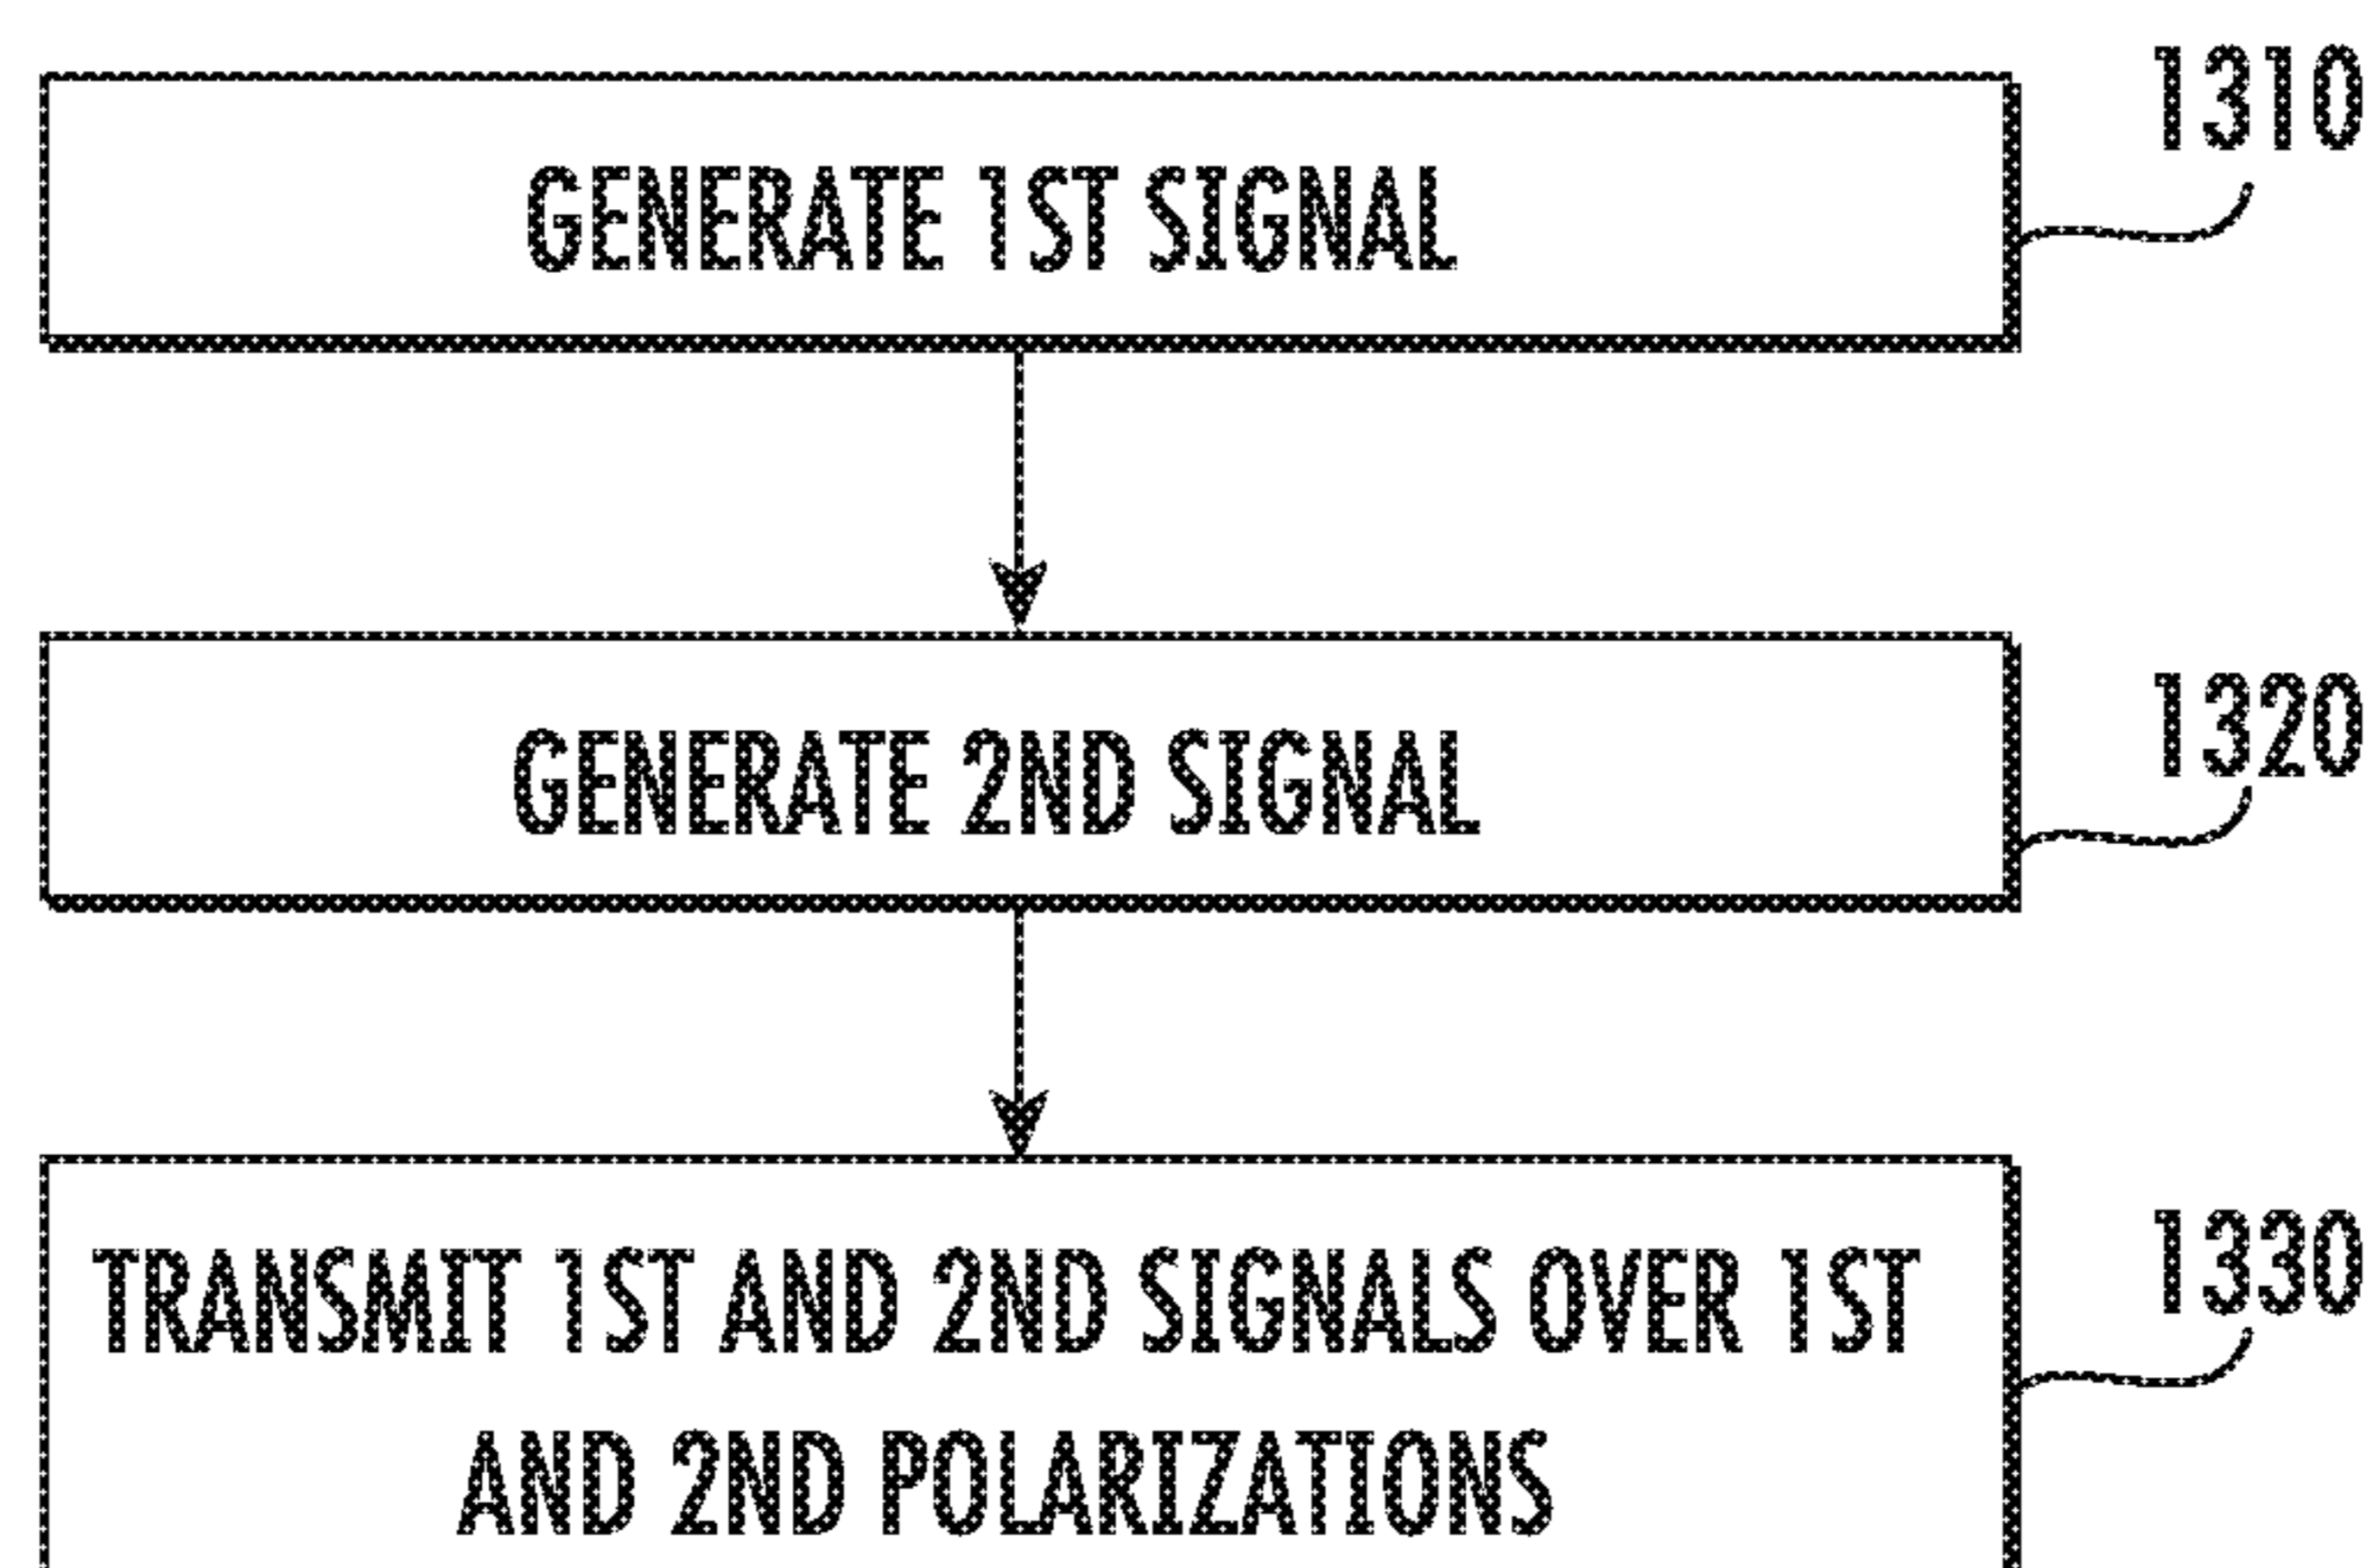 1310
GENERATE 1ST SIGNAL
1320
GENERATE 2ND SIGNAL
1330
TRANSMIT 1ST AND 2ND SIGNALS OVER 1ST
AND 2ND POLARIZATIONS